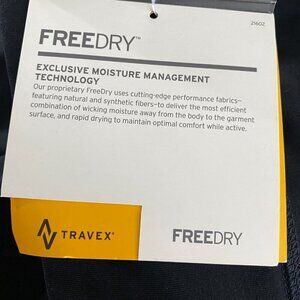 21602
FREEDRY™
EXCLUSIVE MOISTURE MANAGEMENT
TECHNOLOGY
Our proprietary FreeDry uses cutting-edge performance fabrics–
featuring natural and synthetic fibers–to deliver the most efficient
combination of wicking moisture away from the body to the garment
surface, and rapid drying to maintain optimal comfort while active.
TRAVEX®
FREEDRY